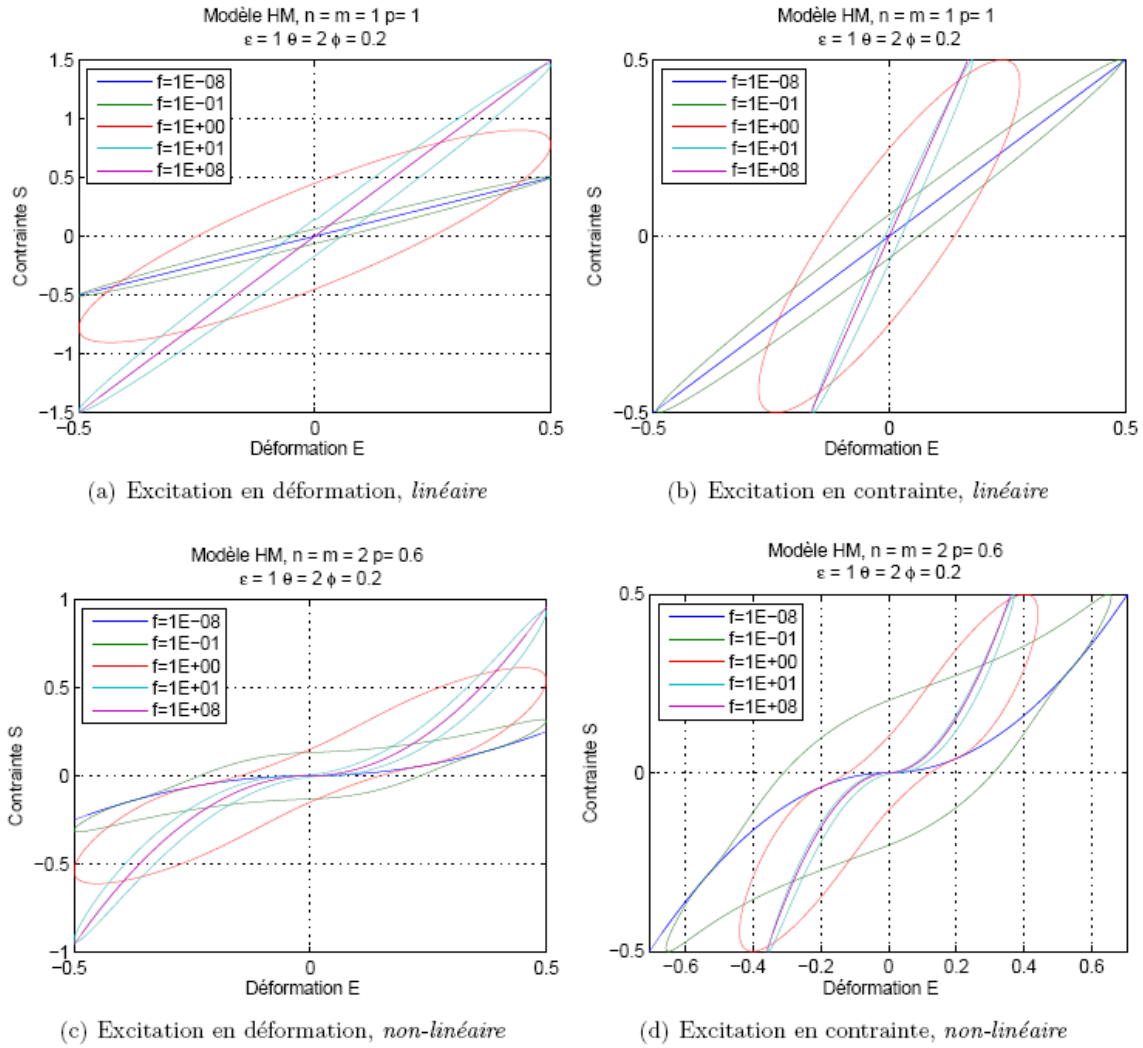 Modèle HM, n = m = 1 p= 1
ε = 1 θ = 2 ϕ = 0.2
1.5
1
0.5
0
−0.5
−1
−1.5
−0.5
0
0.5
Contrainte S
Déformation E
f=1E−08
f=1E−01
f=1E+00
f=1E+01
f=1E+08
(a) Excitation en déformation, linéaire
Modèle HM, n = m = 1 p= 1
ε = 1 θ = 2 ϕ = 0.2
0.5
0
−0.5
−0.5
0
0.5
Contrainte S
Déformation E
f=1E−08
f=1E−01
f=1E+00
f=1E+01
f=1E+08
(b) Excitation en contrainte, linéaire
Modèle HM, n = m = 2 p= 0.6
ε = 1 θ = 2 ϕ = 0.2
1
0.5
0
−0.5
−1
−0.5
0
0.5
Contrainte S
Déformation E
f=1E−08
f=1E−01
f=1E+00
f=1E+01
f=1E+08
(c) Excitation en déformation, non-linéaire
Modèle HM, n = m = 2 p= 0.6
ε = 1 θ = 2 ϕ = 0.2
0.5
0
−0.5
−0.6
−0.4
−0.2
0
0.2
0.4
0.6
Contrainte S
Déformation E
f=1E−08
f=1E−01
f=1E+00
f=1E+01
f=1E+08
(d) Excitation en contrainte, non-linéaire